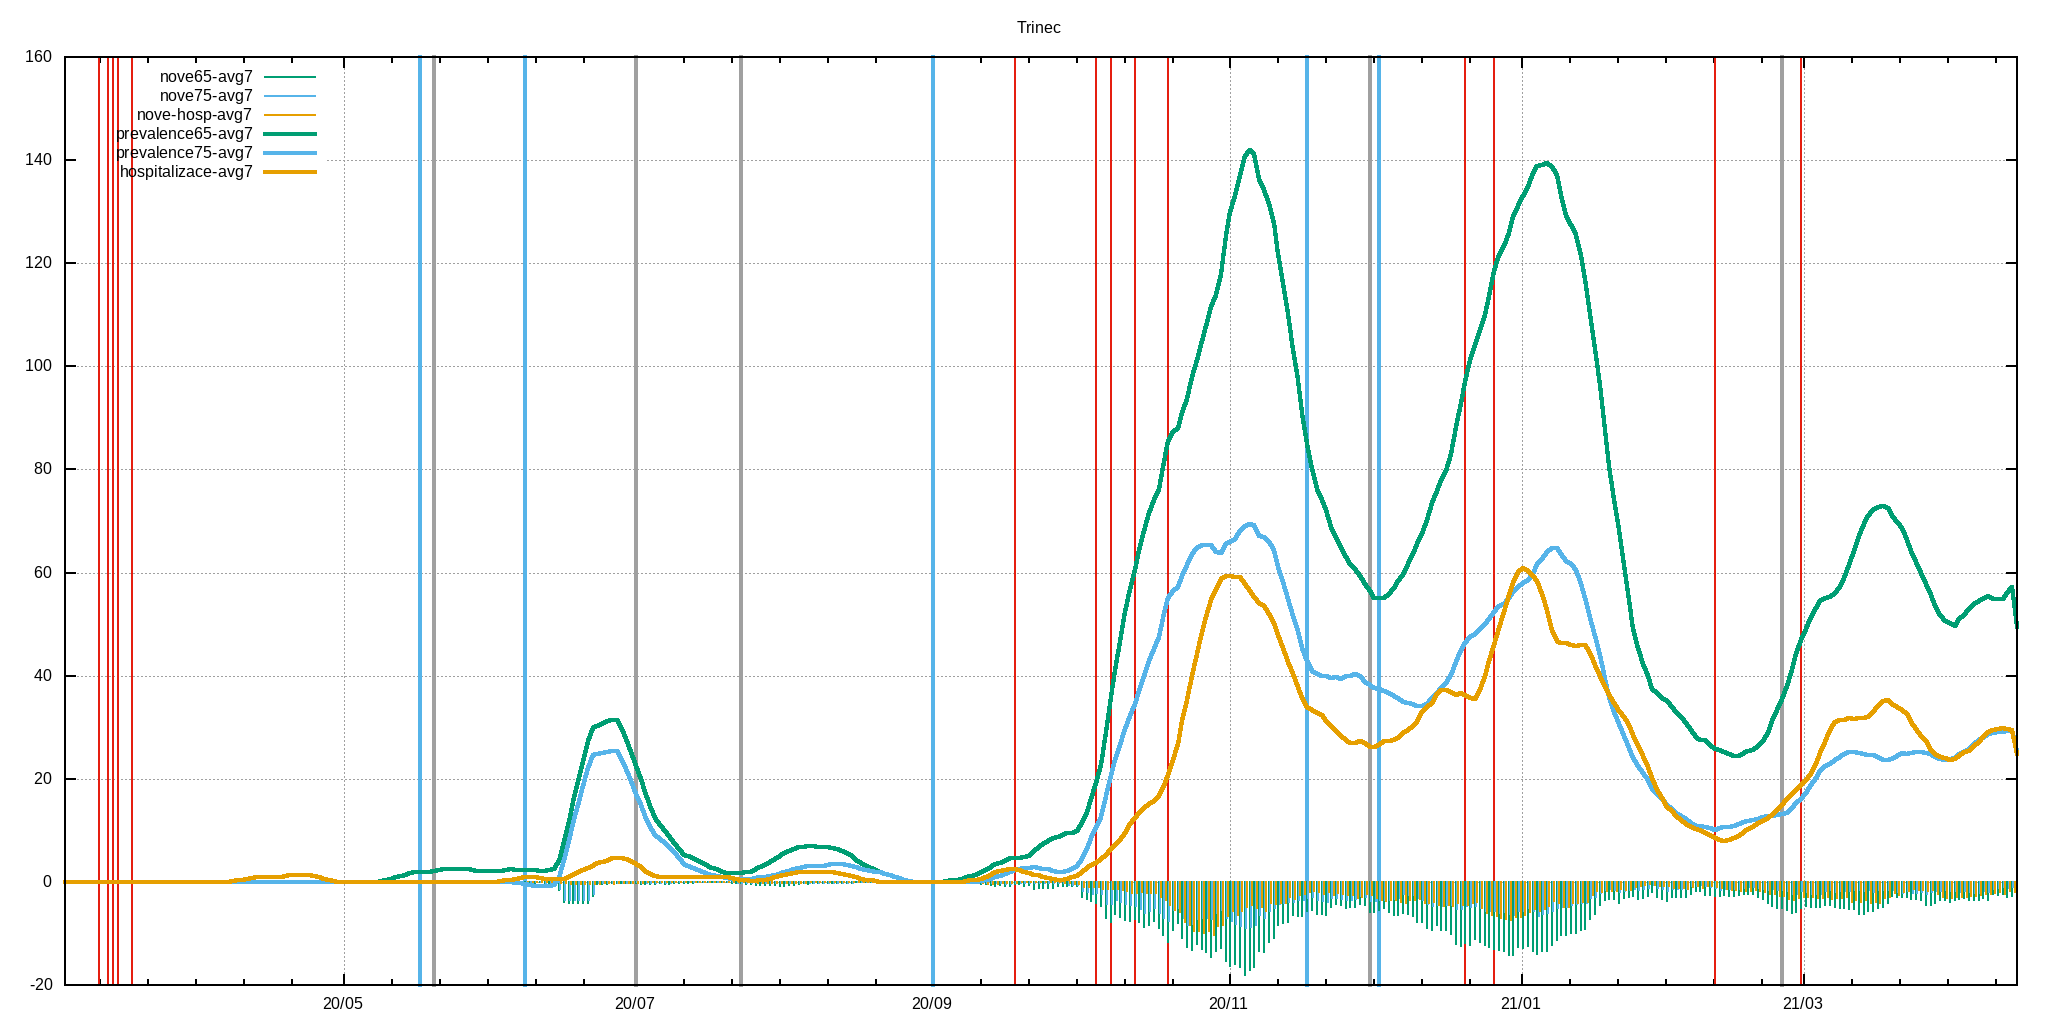 Trinec
160
140
120
100
80
60
40
20
0
-20
nove65-avg7
nove75-avg7
nove-hosp-avg7
prevalence65-avg7
prevalence75-avg7
hospitalizace-avg7
20/05
20/07
20/09
20/11
21/01
21/03